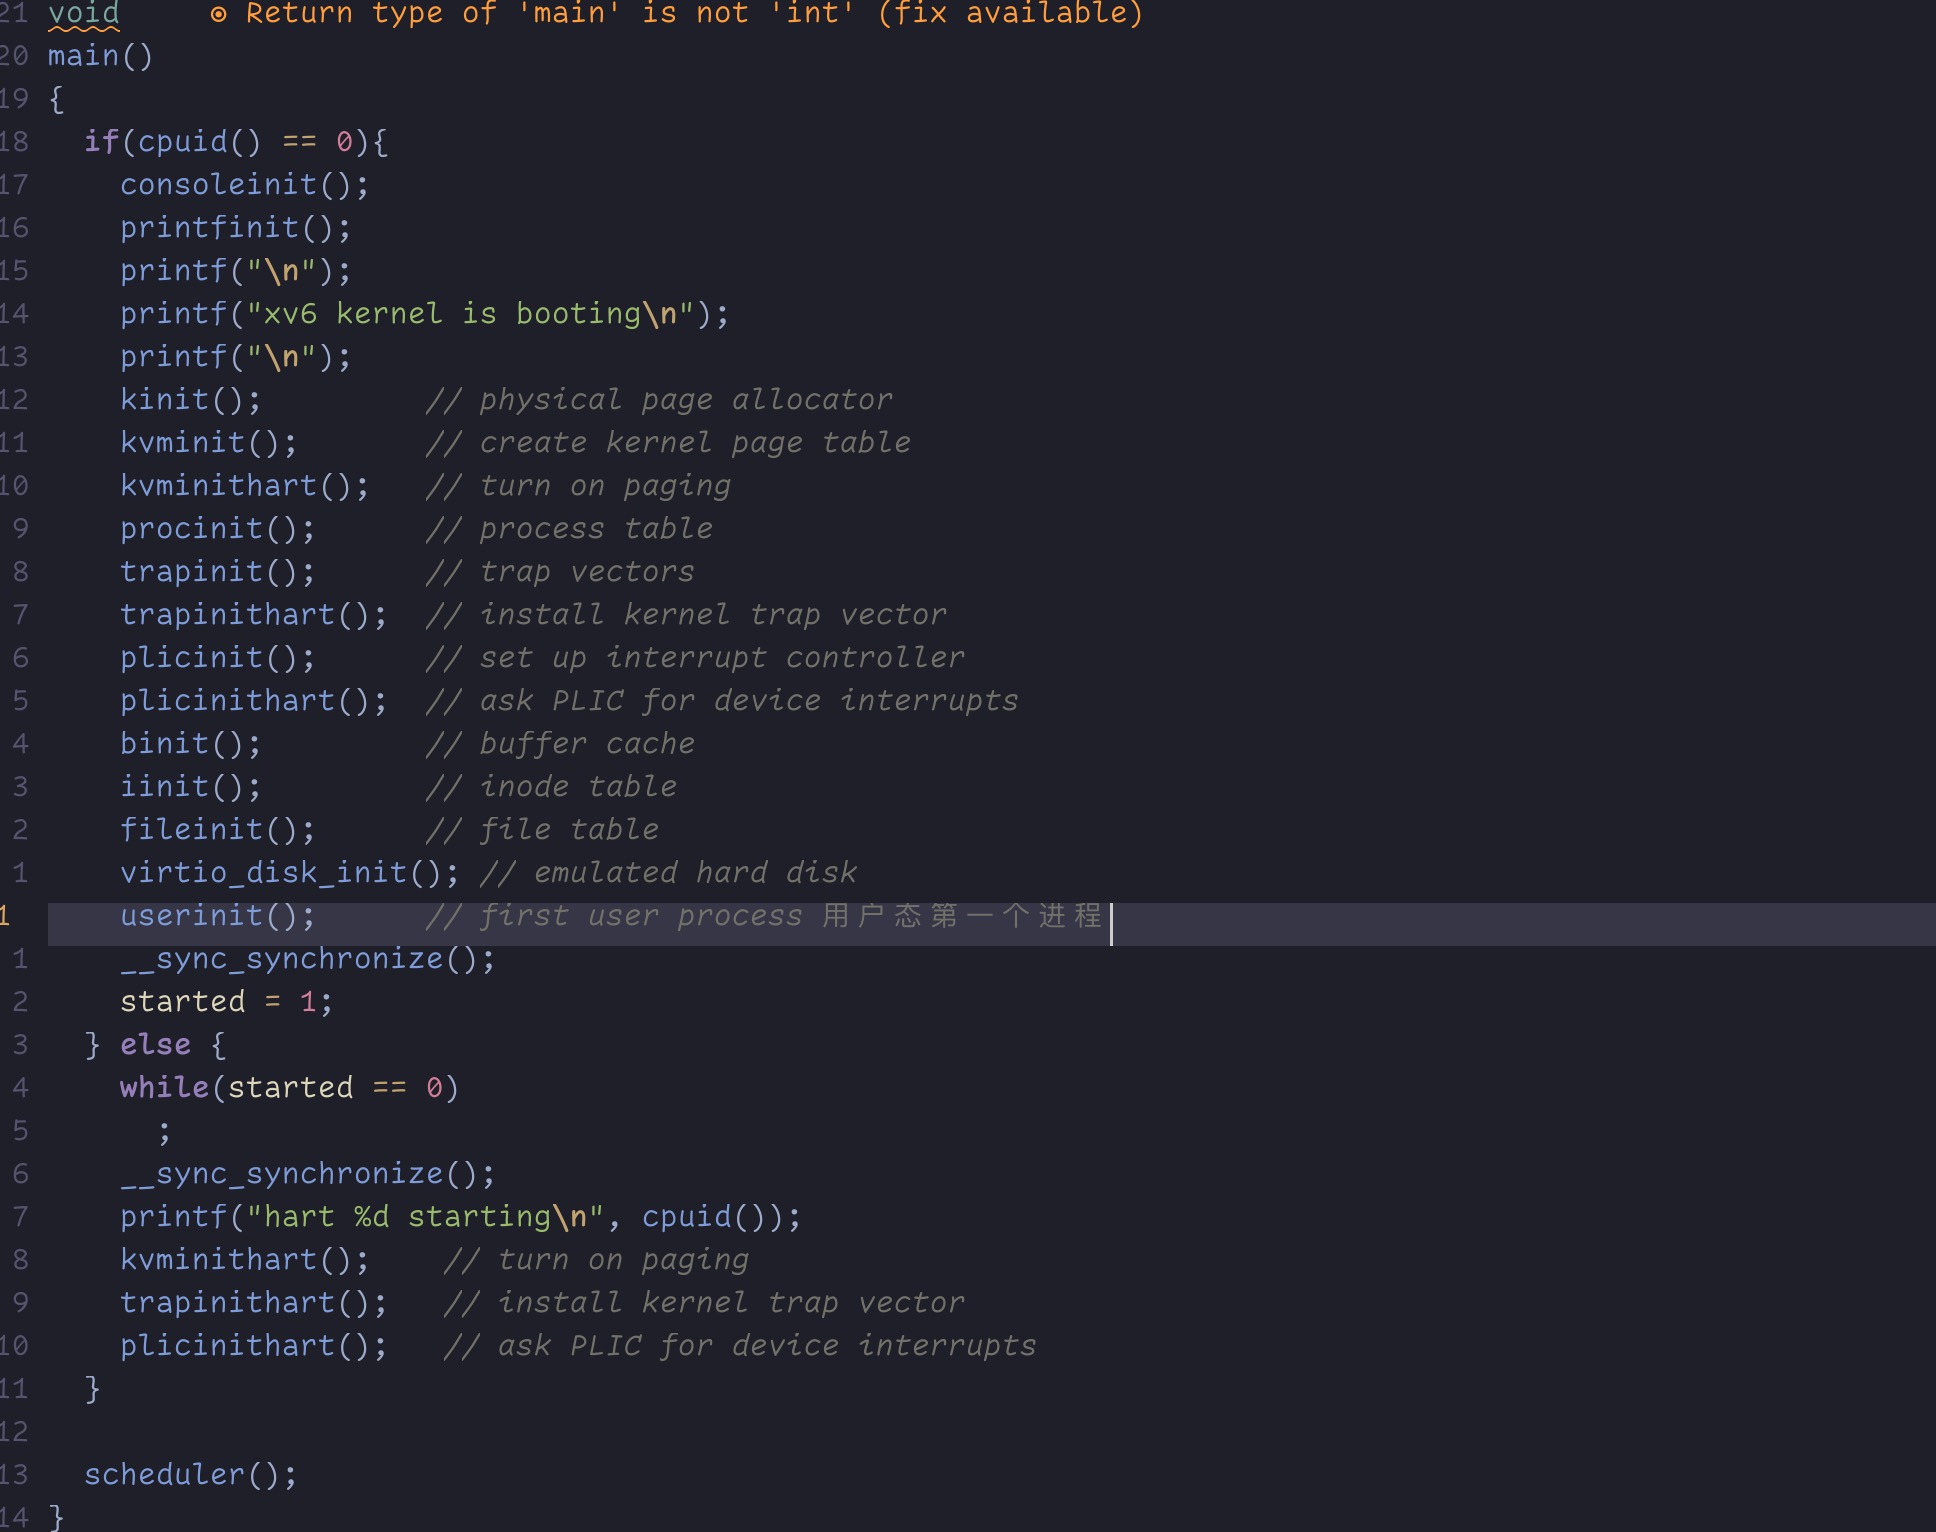 21 void     ⦿ Return type of 'main' is not 'int' (fix available)
20 main()
19 {
18   if(cpuid() == 0){
17     consoleinit();
16     printfinit();
15     printf("\n");
14     printf("xv6 kernel is booting\n");
13     printf("\n");
12     kinit();         // physical page allocator
11     kvminit();       // create kernel page table
10     kvminithart();   // turn on paging
9     procinit();      // process table
8     trapinit();      // trap vectors
7     trapinithart();  // install kernel trap vector
6     plicinit();      // set up interrupt controller
5     plicinithart();  // ask PLIC for device interrupts
4     binit();         // buffer cache
3     iinit();         // inode table
2     fileinit();      // file table
1     virtio_disk_init(); // emulated hard disk
1     userinit();      // first user process 用户态第一个进程
1     __sync_synchronize();
2     started = 1;
3   } else {
4     while(started == 0)
5       ;
6     __sync_synchronize();
7     printf("hart %d starting\n", cpuid());
8     kvminithart();    // turn on paging
9     trapinithart();   // install kernel trap vector
10     plicinithart();   // ask PLIC for device interrupts
11   }
12
13   scheduler();
14 }